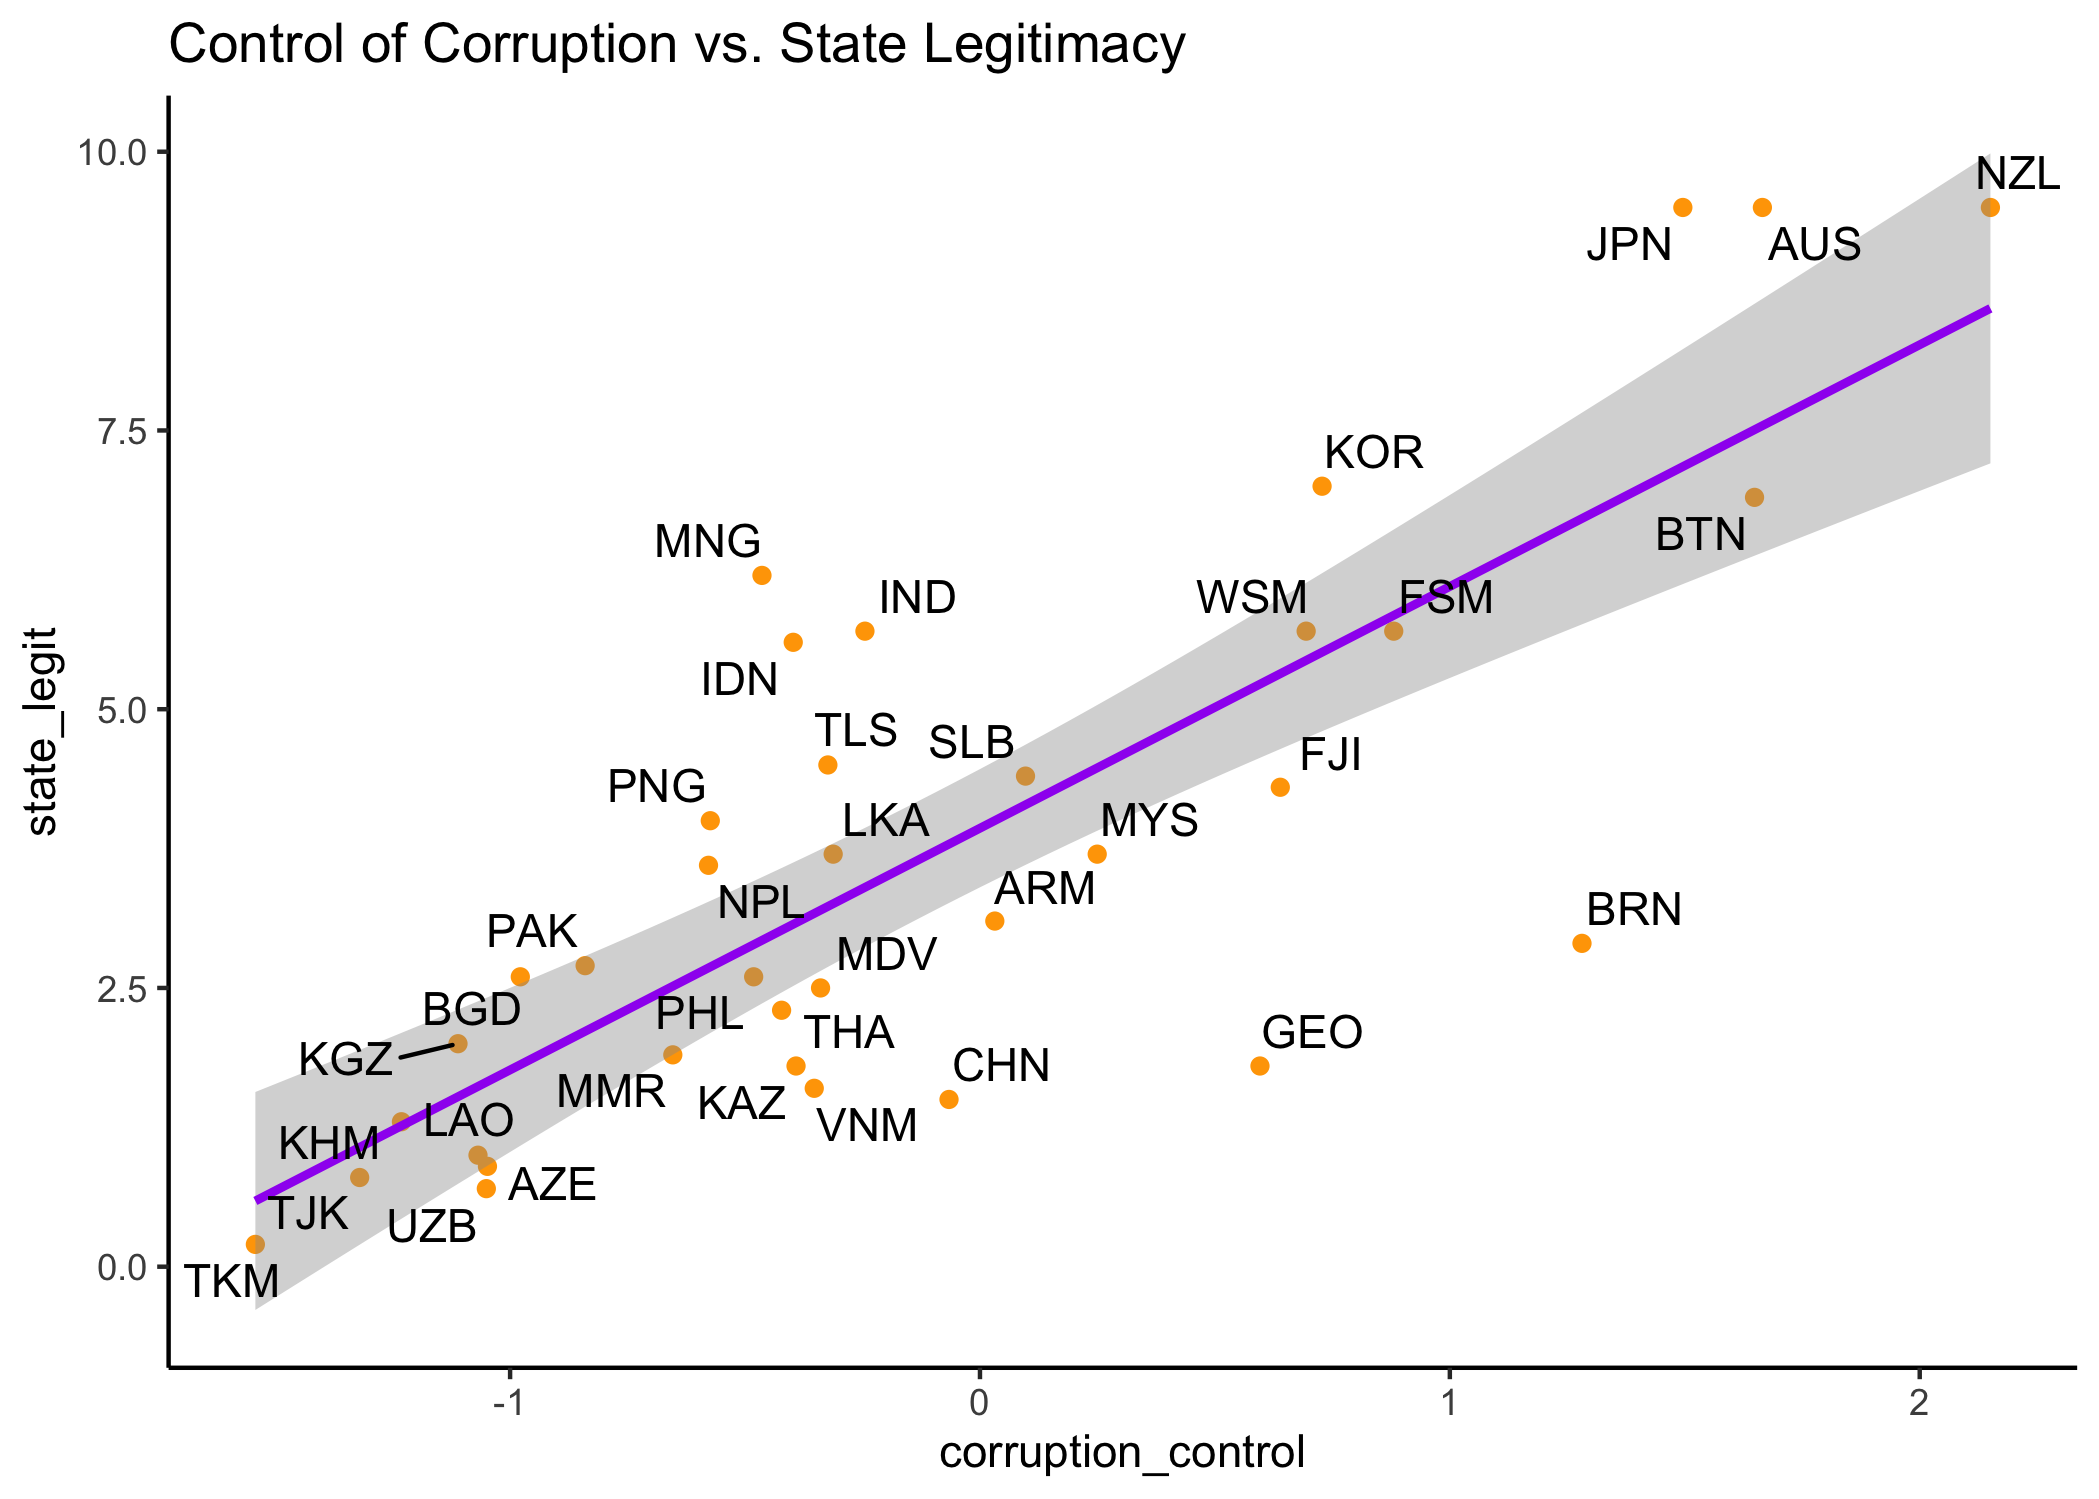 Control of Corruption vs. State Legitimacy
10.0
NZL
JPN
AUS
7.5
KOR
MNG
BTN
IND
WSM
FSM
IDN
state_legit
5.0
TLS
SLB
FJI
PNG
LKA
MYS
NPL
ARM
BRN
PAK
MDV
2.5
BGD
PHL
THA
GEO
KGZ
CHN
MMR
KAZ
LAO
VNM
KHM
AZE
TJK
UZB
0.0
TKM
-1
0
1
2
corruption_control